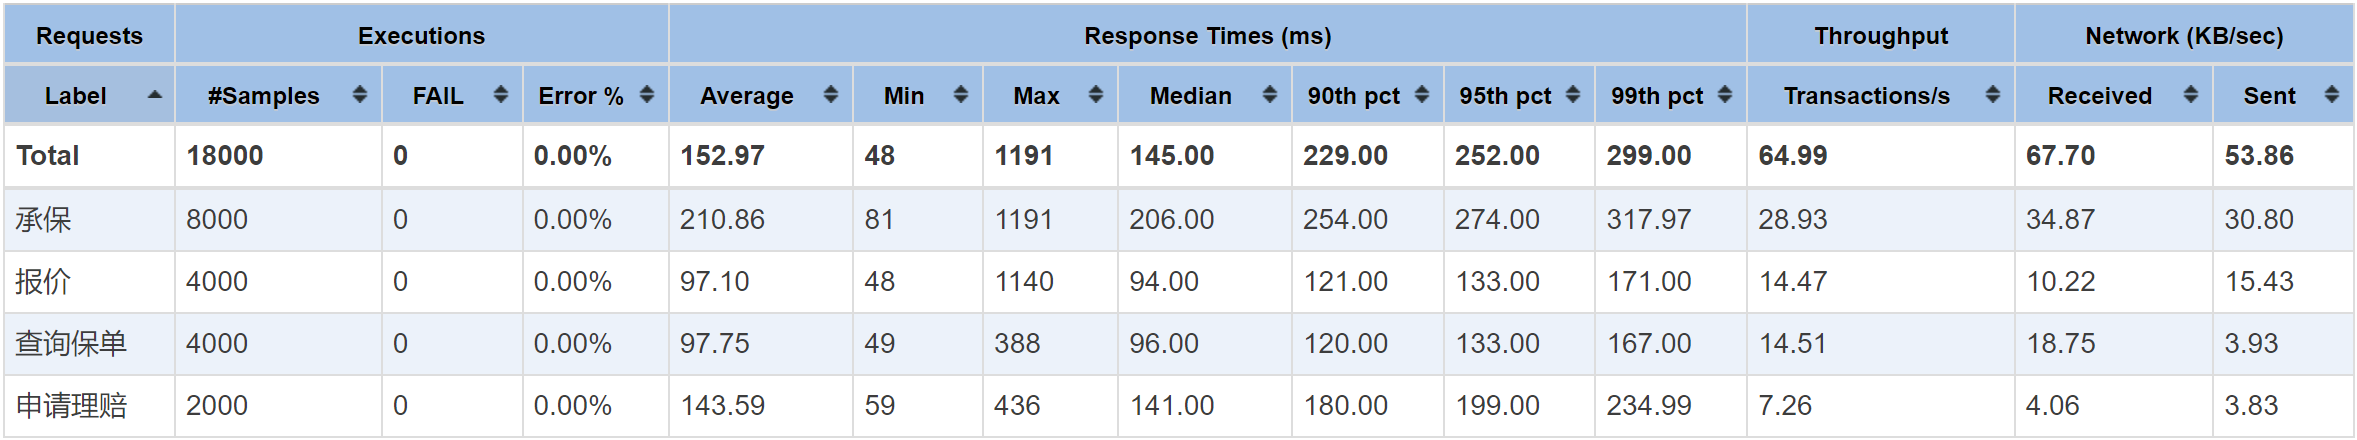 Requests Executions Response Times (ms) Throughput Network (KB/sec)
Label #Samples FAIL Error % Average Min Max Median 90th pct 95th pct 99th pct Transactions/s Received Sent
Total 18000 0 0.00% 152.97 48 1191 145.00 229.00 252.00 299.00 64.99 67.70 53.86
承保 8000 0 0.00% 210.86 81 1191 206.00 254.00 274.00 317.97 28.93 34.87 30.80
报价 4000 0 0.00% 97.10 48 1140 94.00 121.00 133.00 171.00 14.47 10.22 15.43
查询保单 4000 0 0.00% 97.75 49 388 96.00 120.00 133.00 167.00 14.51 18.75 3.93
申请理赔 2000 0 0.00% 143.59 59 436 141.00 180.00 199.00 234.99 7.26 4.06 3.83